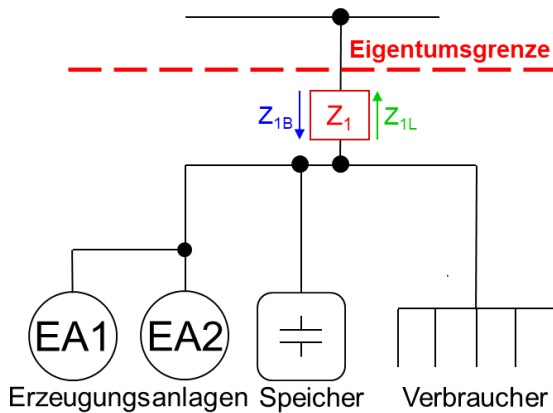 Eigentumsgrenze
Z1B Z1 Z1L
EA1 EA2
Erzeugungsanlagen Speicher Verbraucher